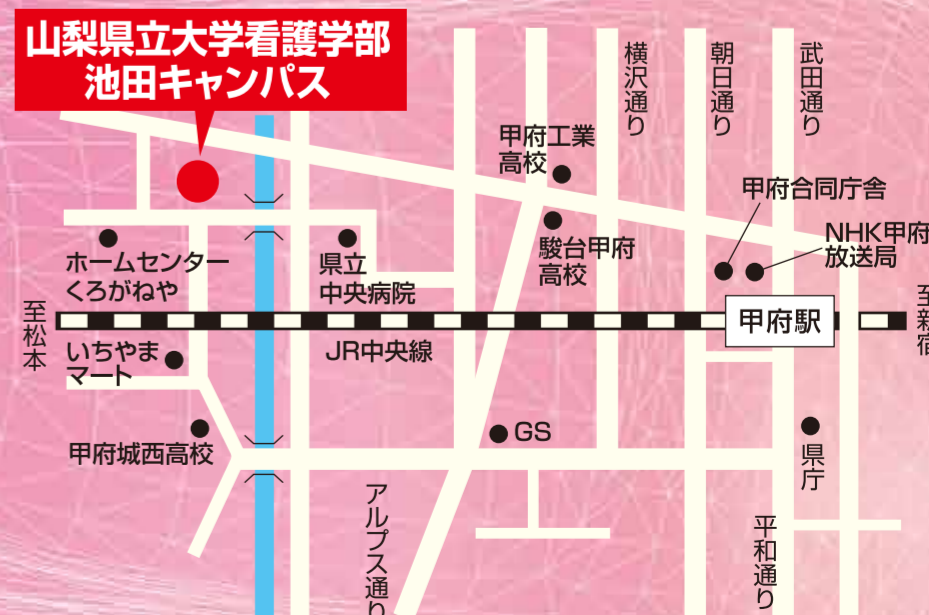 山梨県立大学看護学部
池田キャンパス
横沢通り
朝日通り
武田通り
甲府工業
高校
甲府合同庁舎
NHK甲府
放送局
駿台甲府
高校
ホームセンター
くろがねや
県立
中央病院
至松本
甲府駅
至新宿
いちやま
マート
JR中央線
甲府城西高校
GS
県庁
アルプス通り
平和通り